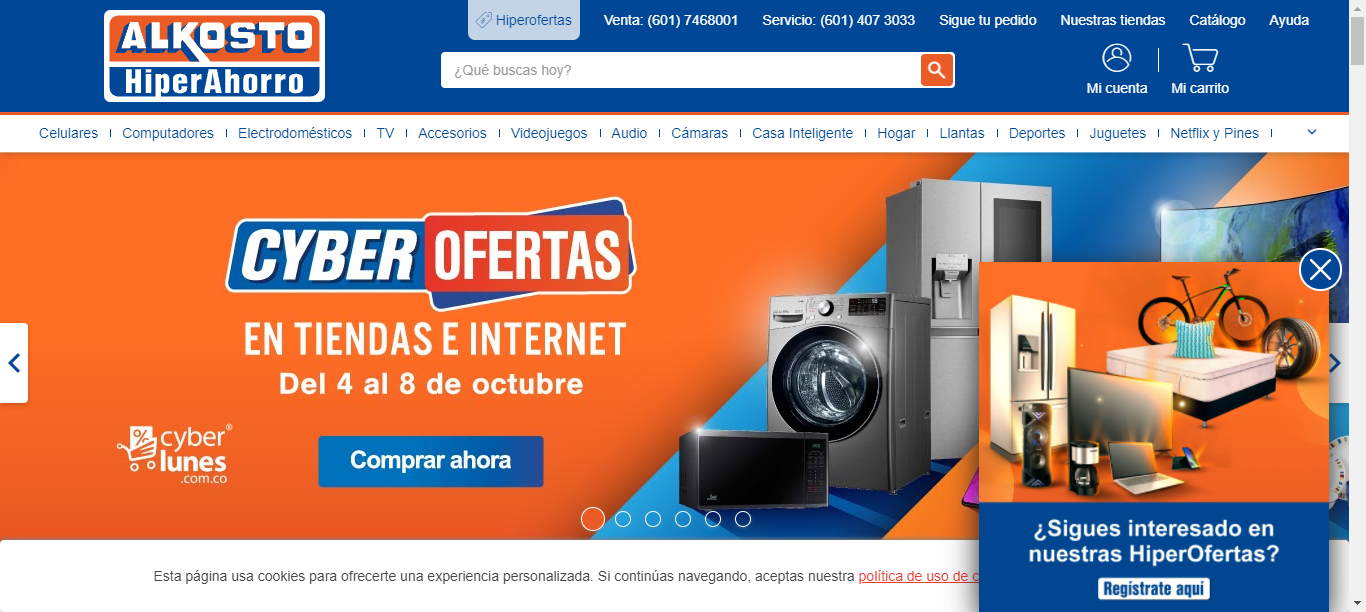 ALKOSTO
HiperAhorro
Hiperofertas
Venta: (601) 7468001
Servicio: (601) 407 3033
Sigue tu pedido
Nuestras tiendas
Catálogo
Ayuda
¿Qué buscas hoy?
Mi cuenta
Mi carrito
Celulares
Computadores
Electrodomésticos
TV
Accesorios
Videojuegos
Audio
Cámaras
Casa Inteligente
Hogar
Llantas
Deportes
Juguetes
Netflix y Pines
CYBER OFERTAS
EN TIENDAS E INTERNET
Del 4 al 8 de octubre
cyber
lunes®
.com.co
Comprar ahora
¿Sigues interesado en
nuestras HiperOfertas?
Regístrate aquí
Esta página usa cookies para ofrecerte una experiencia personalizada. Si continúas navegando, aceptas nuestra política de uso de